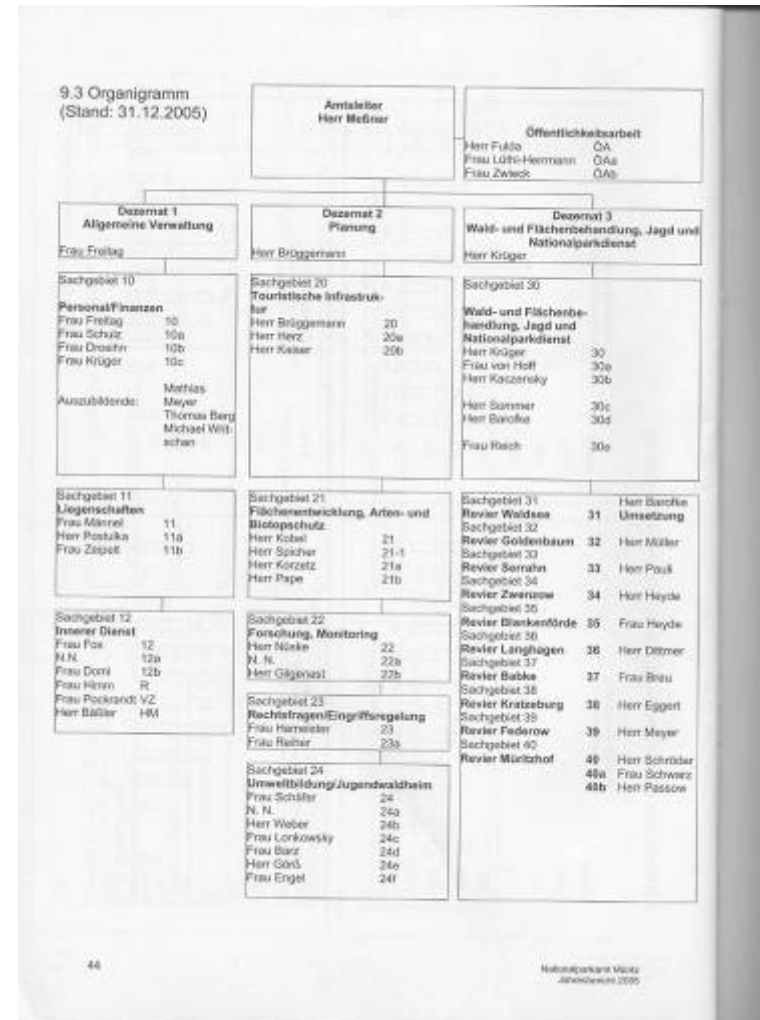 9.3 Organigramm
(Stand: 31.12.2005)
Amtsleiter
Herr Meßner
Öffentlichkeitsarbeit
Herr Fulda ÖA
Frau Lüthi-Herrmann ÖAa
Frau Zwieck ÖAb
Dezernat 1
Allgemeine Verwaltung
Frau Freitag
Dezernat 2
Planung
Herr Brüggemann
Dezernat 3
Wald- und Flächenbehandlung, Jagd und
Nationalparkdienst
Herr Krüger
Sachgebiet 10
Personal/Finanzen
Frau Freitag 10
Frau Schulz 10a
Frau Drosihn 10b
Frau Krüger 10c
Mathias
Auszubildende: Meyer
Thomas Berg
Michael
schan
Sachgebiet 20
Touristische Infrastruk-
tur
Herr Brüggemann 20
Herr Herz 20a
Herr Kaiser 20b
Sachgebiet 30
Wald- und Flächenbe-
handlung, Jagd und
Nationalparkdienst
Herr Krüger 30
Frau von Hoff 30a
Herr Kaczensky 30b
Herr Sommer 30c
Herr Barofke 30d
Frau Reich 30e
Sachgebiet 11
Liegenschaften
Frau Männel 11
Herr Postulka 11a
Frau Zeipelt 11b
Sachgebiet 21
Flächenentwicklung, Arten- und
Biotopschutz
Herr Kobel 21
Herr Spicher 21-1
Herr Korzetz 21a
Herr Pape 21b
Sachgebiet 31 Herr Barofke
Revier Waldsee 31 Umsetzung
Sachgebiet 32
Revier Goldenbaum 32 Herr Müller
Sachgebiet 33
Revier Serrahn 33 Herr Pauli
Sachgebiet 34
Revier Zwenzow 34 Herr Heyde
Sachgebiet 35
Revier Blankenförde 35 Frau Heyde
Sachgebiet 36
Revier Langhagen 36 Herr Dittmer
Sachgebiet 37
Revier Babke 37 Frau Breu
Sachgebiet 38
Revier Kratzeburg 38 Herr Eggert
Sachgebiet 39
Revier Federow 39 Herr Meyer
Sachgebiet 40
Revier Müritzhof 40 Herr Schröder
40a Frau Schwarz
40b Herr Passow
Sachgebiet 12
Innerer Dienst
Frau Fox 12
N.N. 12a
Frau Doml 12b
Frau Himm R
Frau Pockrandt VZ
Herr Bäßler HM
Sachgebiet 22
Forschung, Monitoring
Herr Nüske 22
N. N. 22a
Herr Gilgenast 22b
Sachgebiet 23
Rechtsfragen/Eingriffsregelung
Frau Hameister 23
Frau Reiher 23a
Sachgebiet 24
Umweltbildung/Jugendwaldheim
Frau Schäfer 24
N. N. 24a
Herr Weber 24b
Frau Lonkowsky 24c
Frau Barz 24d
Herr Görß 24e
Frau Engel 24f
44
Nationalparkamt Müritz
Jahresbericht 2005